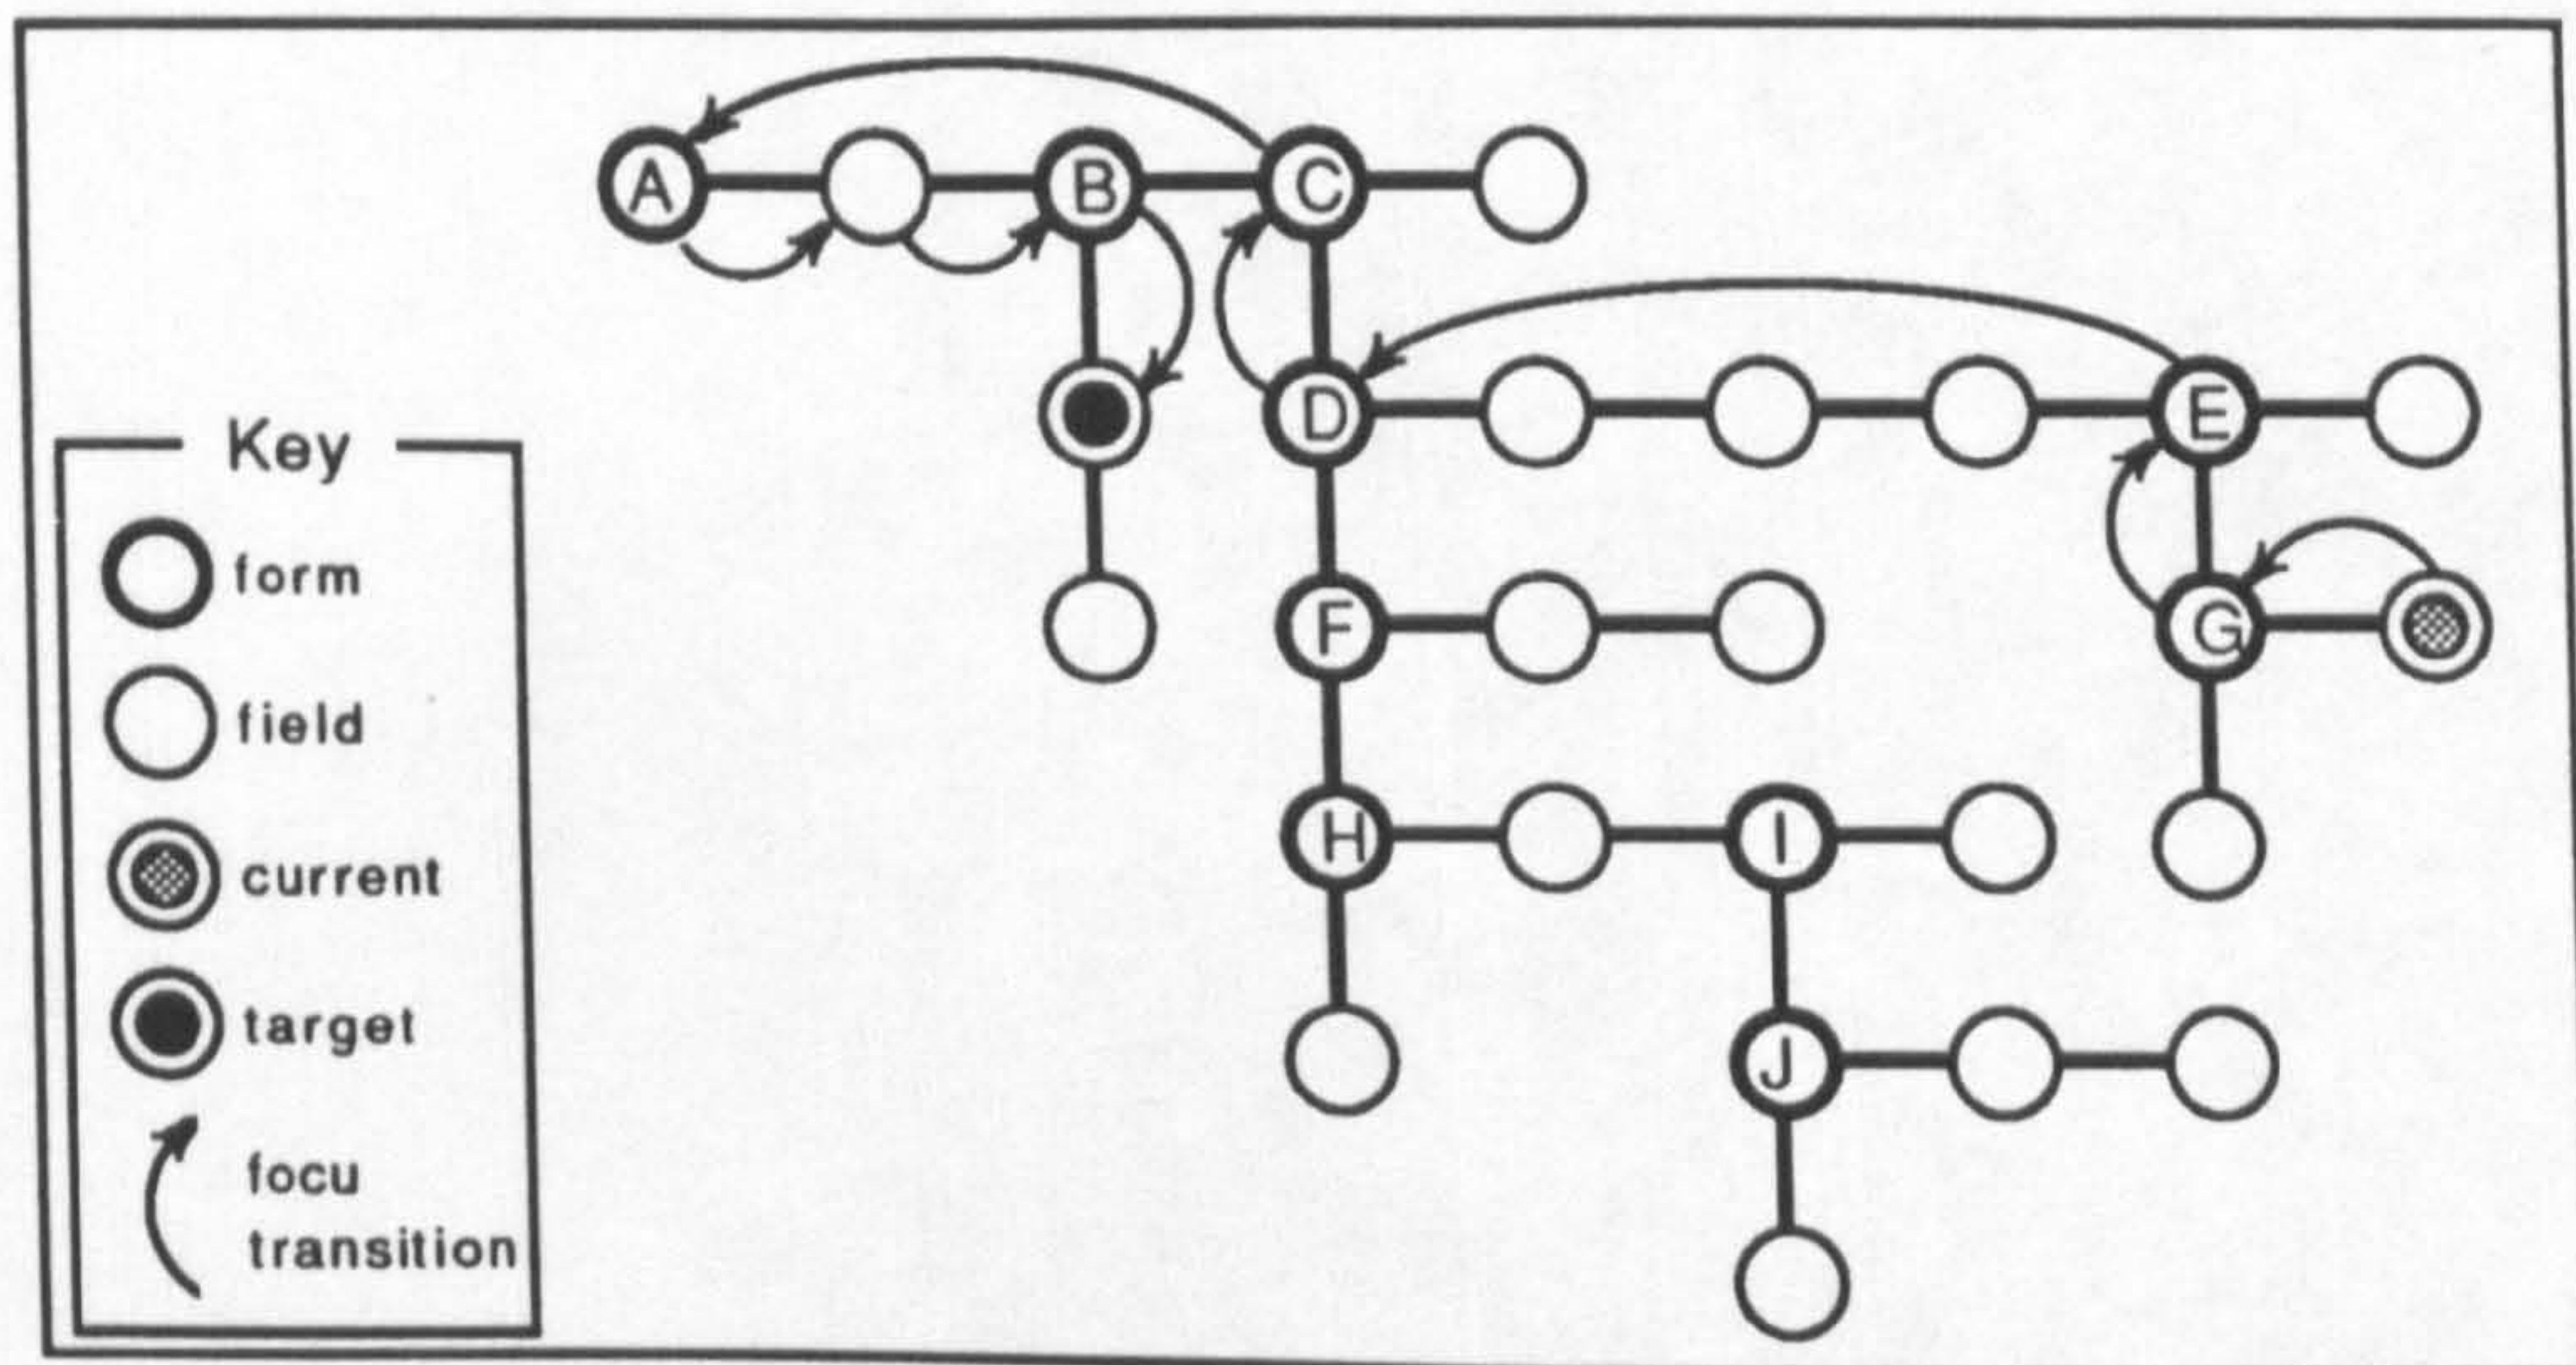 A B C
D E
Key
form
F G
field
H I
current
target
J
focu
transition